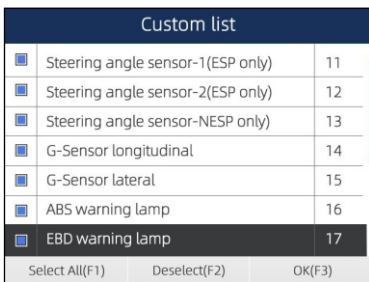 Custom list
Steering angle sensor-1(ESP only) 11
Steering angle sensor-2(ESP only) 12
Steering angle sensor-NESP only) 13
G-Sensor longitudinal 14
G-Sensor lateral 15
ABS warning lamp 16
EBD warning lamp 17
Select All(F1) Deselect(F2) OK(F3)